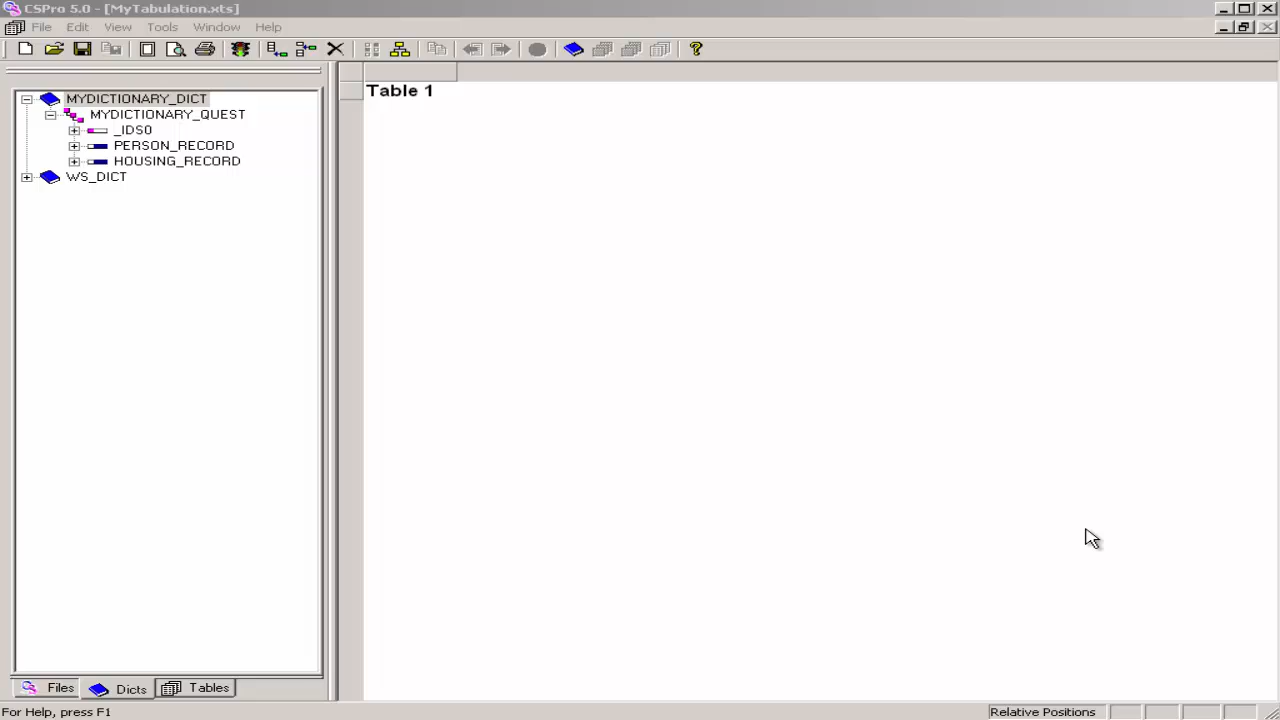 CSPro 5.0 - [MyTabulation.xts]
File Edit View Tools Window Help
MYDICTIONARY_DICT
MYDICTIONARY_QUEST
_IDS0
PERSON_RECORD
HOUSING_RECORD
WS_DICT
Table 1
Files Dicts Tables
For Help, press F1
Relative Positions